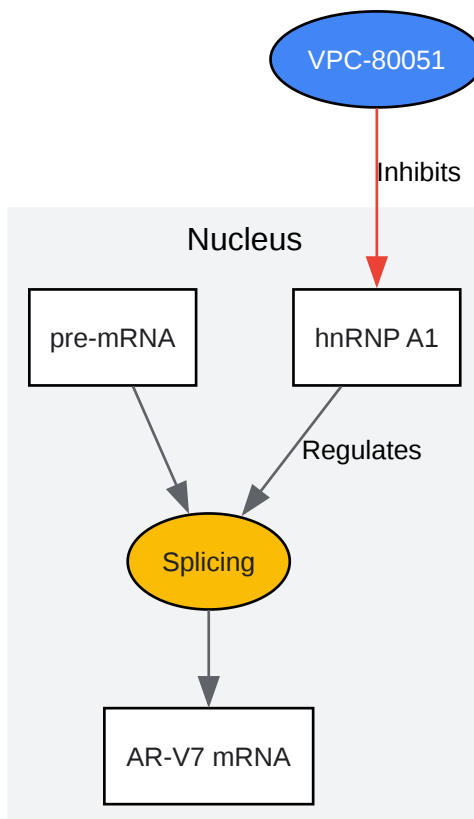 VPC-80051
Inhibits
Nucleus
pre-mRNA
hnRNP A1
Regulates
Splicing
AR-V7 mRNA